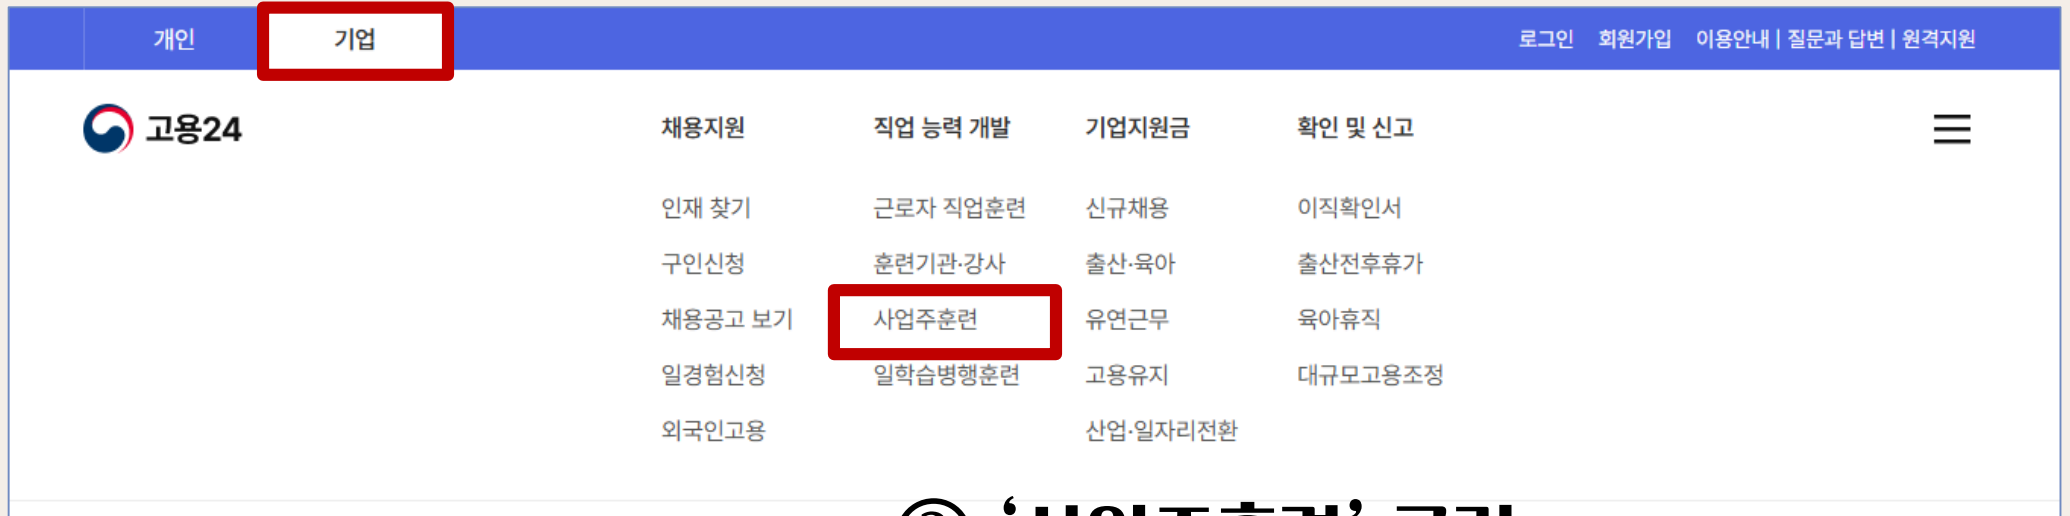 개인 기업 로그인 회원가입 이용안내 | 질문과 답변 | 원격지원
고용24 채용지원 직업 능력 개발 기업지원금 확인 및 신고
인재 찾기 근로자 직업훈련 신규채용 이직확인서
구인신청 훈련기관·강사 출산·육아 출산전후휴가
채용공고 보기 사업주훈련 유연근무 육아휴직
일경험신청 일학습병행훈련 고용유지 대규모고용조정
외국인고용 산업·일자리전환